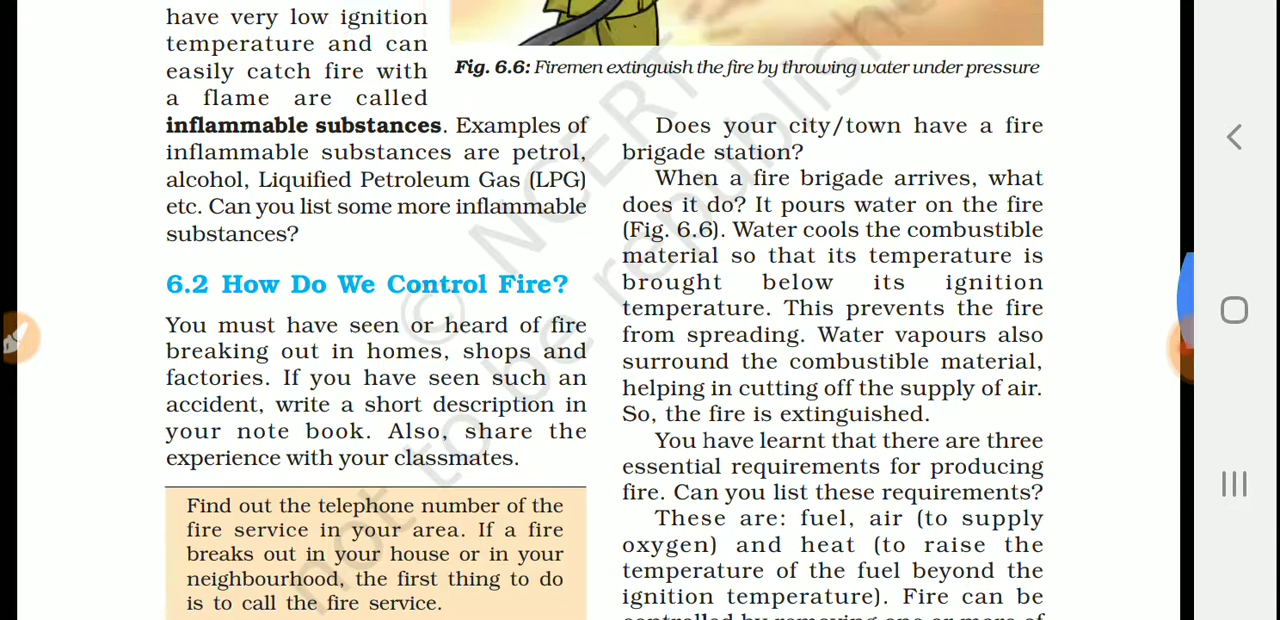 have very low ignition
temperature and can
easily catch fire with
a flame are called
inflammable substances. Examples of
inflammable substances are petrol,
alcohol, Liquified Petroleum Gas (LPG)
etc. Can you list some more inflammable
substances?
6.2 How Do We Control Fire?
You must have seen or heard of fire
breaking out in homes, shops and
factories. If you have seen such an
accident, write a short description in
your note book. Also, share the
experience with your classmates.
Find out the telephone number of the
fire service in your area. If a fire
breaks out in your house or in your
neighbourhood, the first thing to do
is to call the fire service.
Fig. 6.6: Firemen extinguish the fire by throwing water under pressure
Does your city/town have a fire
brigade station?
When a fire brigade arrives, what
does it do? It pours water on the fire
(Fig. 6.6). Water cools the combustible
material so that its temperature is
brought below its ignition
temperature. This prevents the fire
from spreading. Water vapours also
surround the combustible material,
helping in cutting off the supply of air.
So, the fire is extinguished.
You have learnt that there are three
essential requirements for producing
fire. Can you list these requirements?
These are: fuel, air (to supply
oxygen) and heat (to raise the
temperature of the fuel beyond the
ignition temperature). Fire can be
controlled by removing one or more of
© NCERT
not to be republished